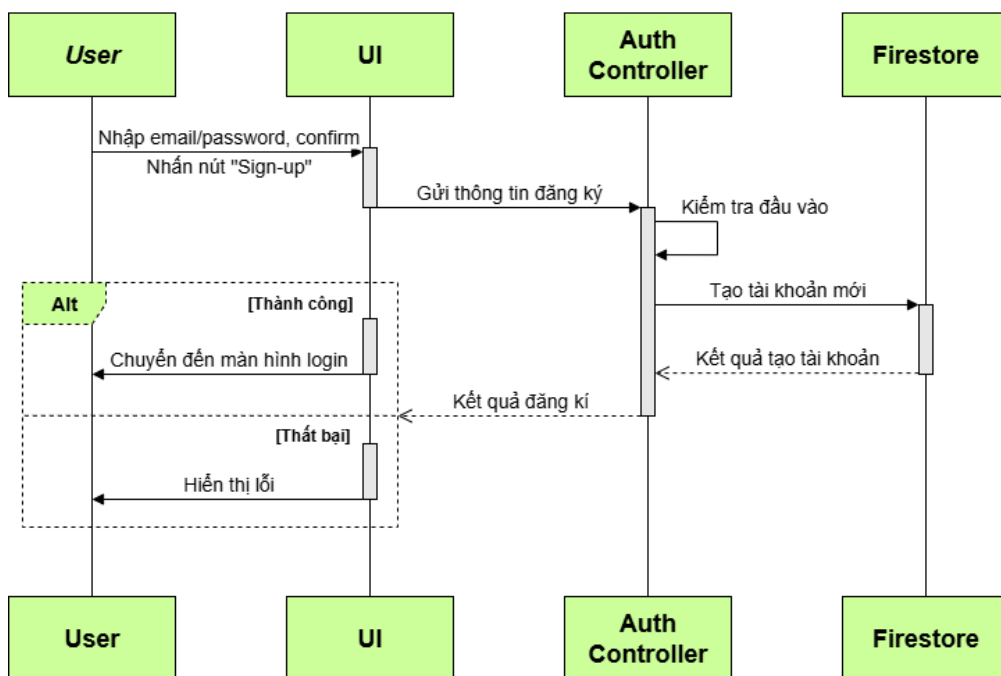 User
UI
Auth
Controller
Firestore
Nhập email/password, confirm
Nhấn nút "Sign-up"
Gửi thông tin đăng ký
Kiểm tra đầu vào
Alt
[Thành công]
Tạo tài khoản mới
Chuyển đến màn hình login
Kết quả tạo tài khoản
Kết quả đăng kí
[Thất bại]
Hiển thị lỗi
User
UI
Auth
Controller
Firestore